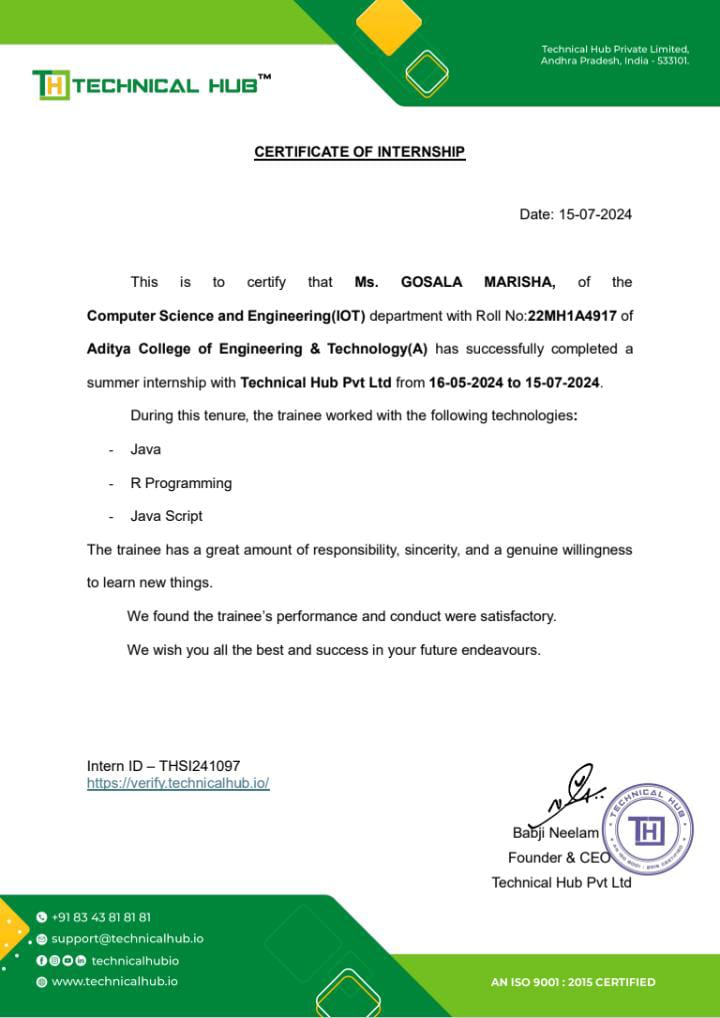 Technical Hub Private Limited,
Andhra Pradesh, India - 533101.
TH TECHNICAL HUB™
CERTIFICATE OF INTERNSHIP
Date: 15-07-2024
This is to certify that Ms. GOSALA MARISHA, of the
Computer Science and Engineering(IOT) department with Roll No:22MH1A4917 of
Aditya College of Engineering & Technology(A) has successfully completed a
summer internship with Technical Hub Pvt Ltd from 16-05-2024 to 15-07-2024.
During this tenure, the trainee worked with the following technologies:
- Java
- R Programming
- Java Script
The trainee has a great amount of responsibility, sincerity, and a genuine willingness
to learn new things.
We found the trainee’s performance and conduct were satisfactory.
We wish you all the best and success in your future endeavours.
Intern ID – THSI241097
https://verify.technicalhub.io/
Babji Neelam
Founder & CEO
Technical Hub Pvt Ltd
TECHNICAL HUB
TH
AN ISO 9001 : 2015 CERTIFIED
+91 83 43 81 81 81
support@technicalhub.io
technicalhubio
www.technicalhub.io
AN ISO 9001 : 2015 CERTIFIED